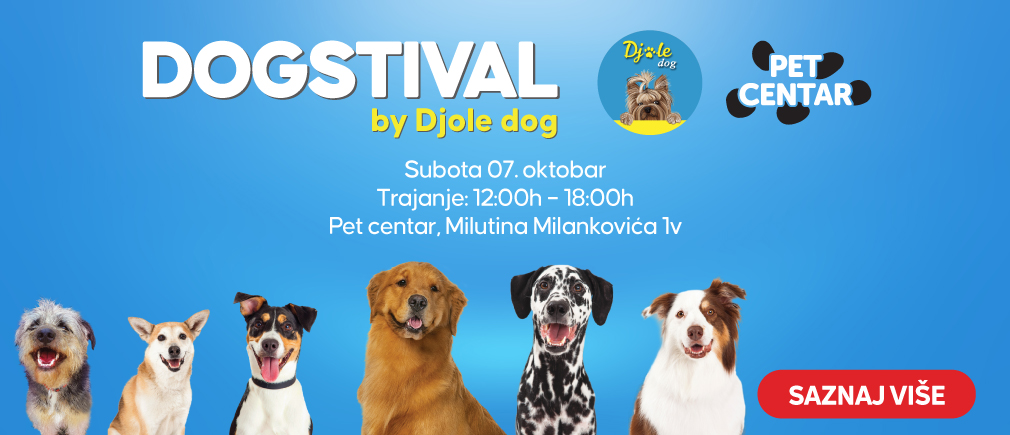 DOGSTIVAL
by Djole dog
Djole
dog
PET
CENTAR
Subota 07. oktobar
Trajanje: 12:00h – 18:00h
Pet centar, Milutina Milankovića 1v
SAZNAJ VIŠE